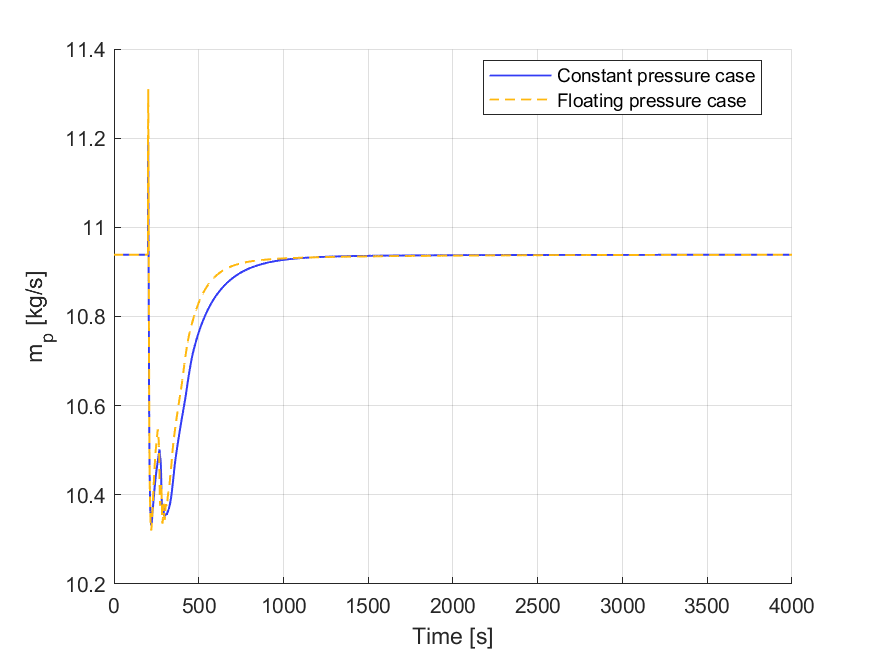 Constant pressure case
Floating pressure case
11.4
11.2
11
10.8
10.6
10.4
10.2
m_p [kg/s]
0 500 1000 1500 2000 2500 3000 3500 4000
Time [s]